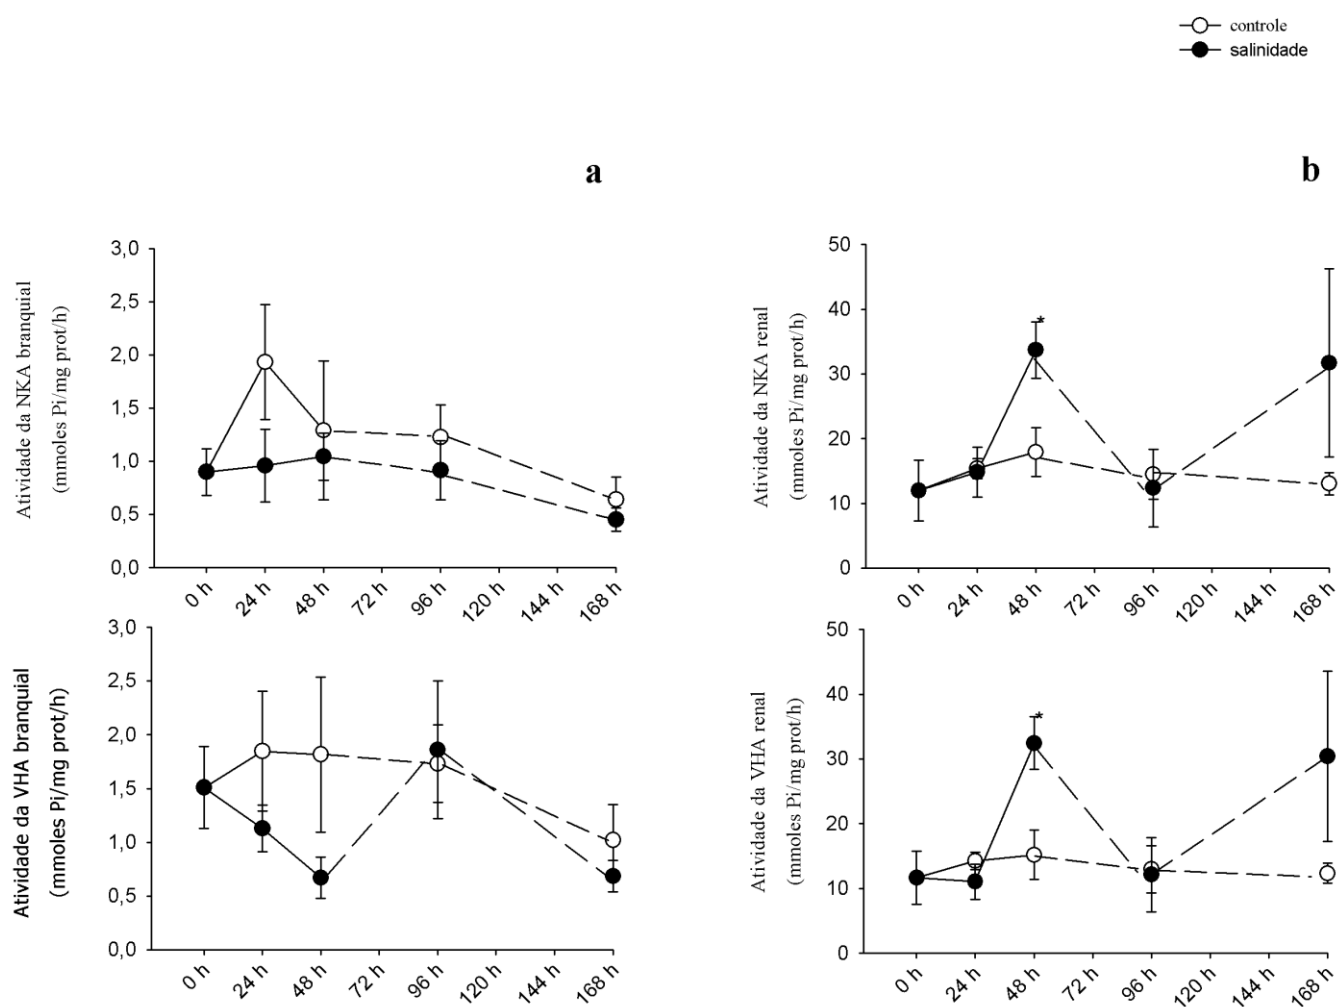 controle
salinidade
a
b
Atividade da NKA branquial
(mmoles Pi/mg prot/h)
3,0
2,5
2,0
1,5
1,0
0,5
0,0
0 h
24 h
48 h
72 h
96 h
120 h
144 h
168 h
Atividade da NKA renal
(mmoles Pi/mg prot/h)
50
40
30
20
10
0
*
0 h
24 h
48 h
72 h
96 h
120 h
144 h
168 h
Atividade da VHA branquial
(mmoles Pi/mg prot/h)
3,0
2,5
2,0
1,5
1,0
0,5
0,0
0 h
24 h
48 h
72 h
96 h
120 h
144 h
168 h
Atividade da VHA renal
(mmoles Pi/mg prot/h)
50
40
30
20
10
0
*
0 h
24 h
48 h
72 h
96 h
120 h
144 h
168 h